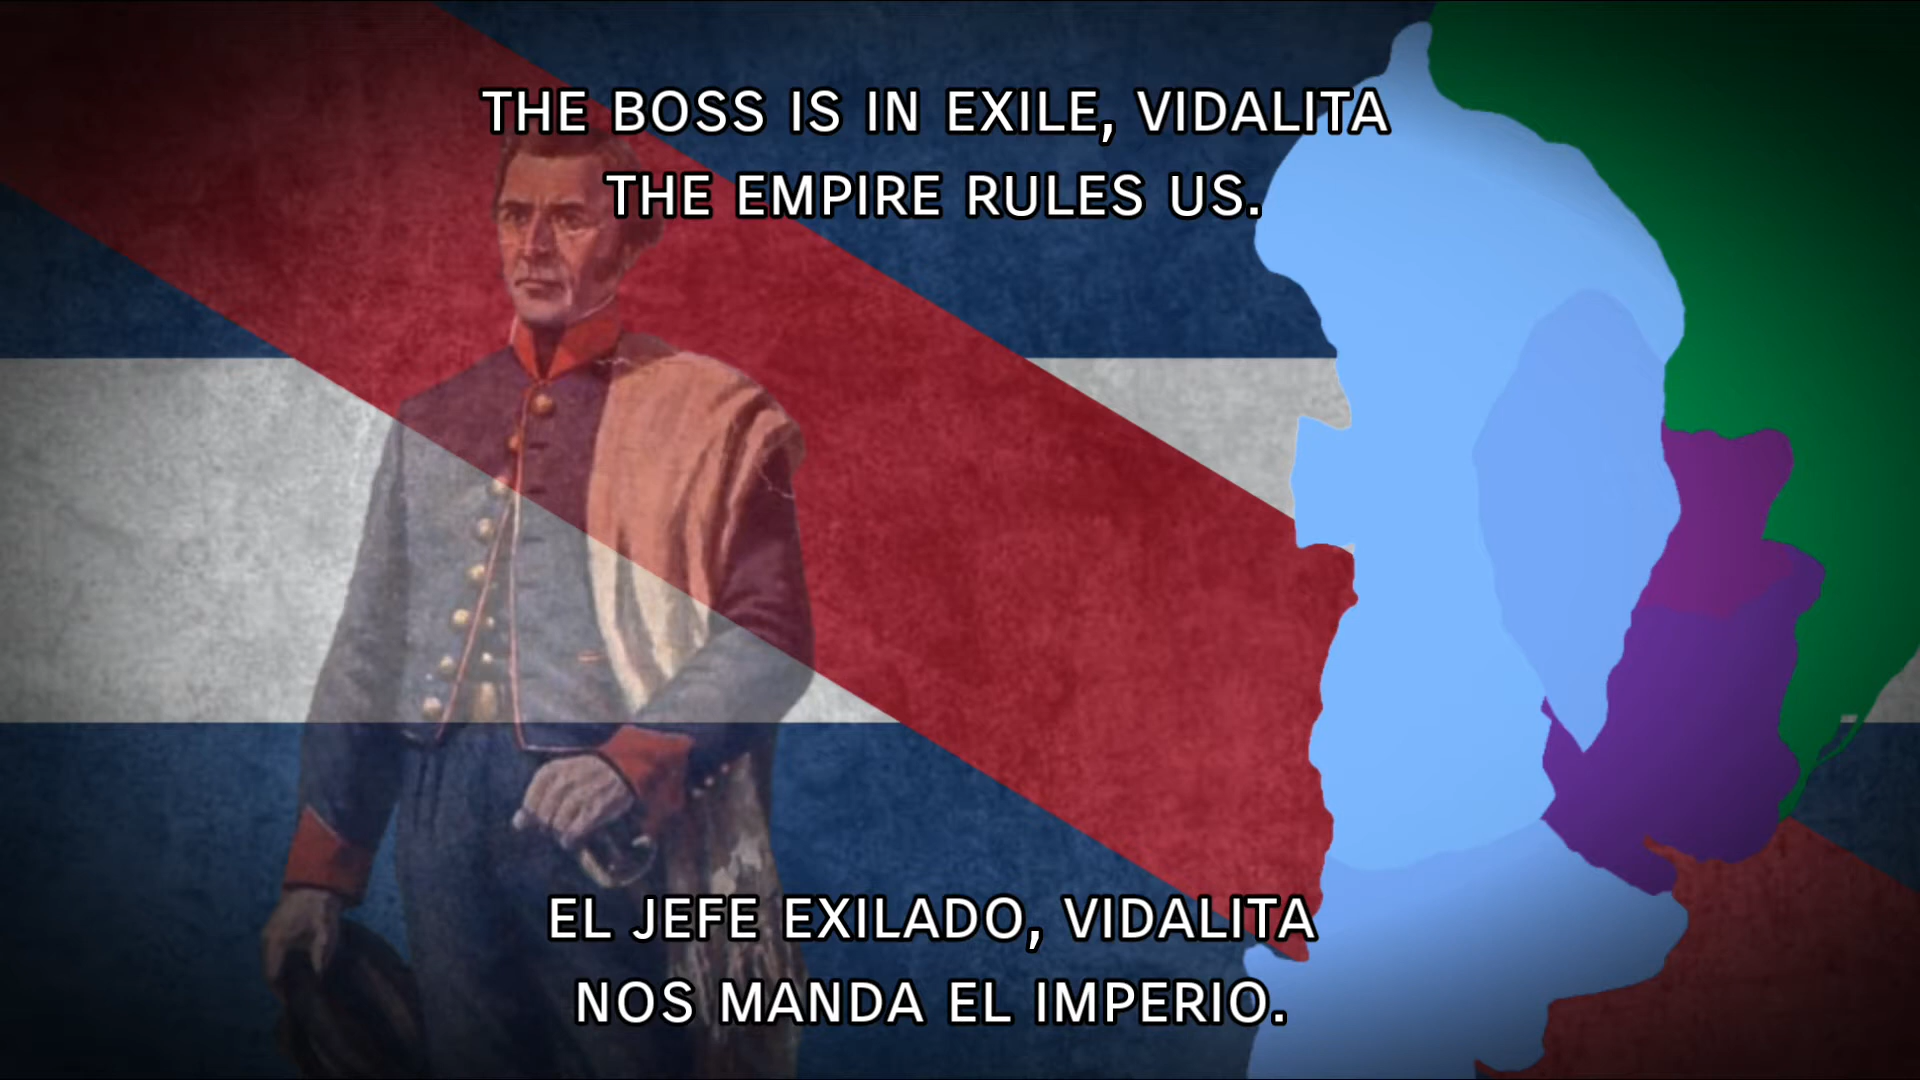 THE BOSS IS IN EXILE, VIDALITA
THE EMPIRE RULES US.
EL JEFE EXILADO, VIDALITA
NOS MANDA EL IMPERIO.